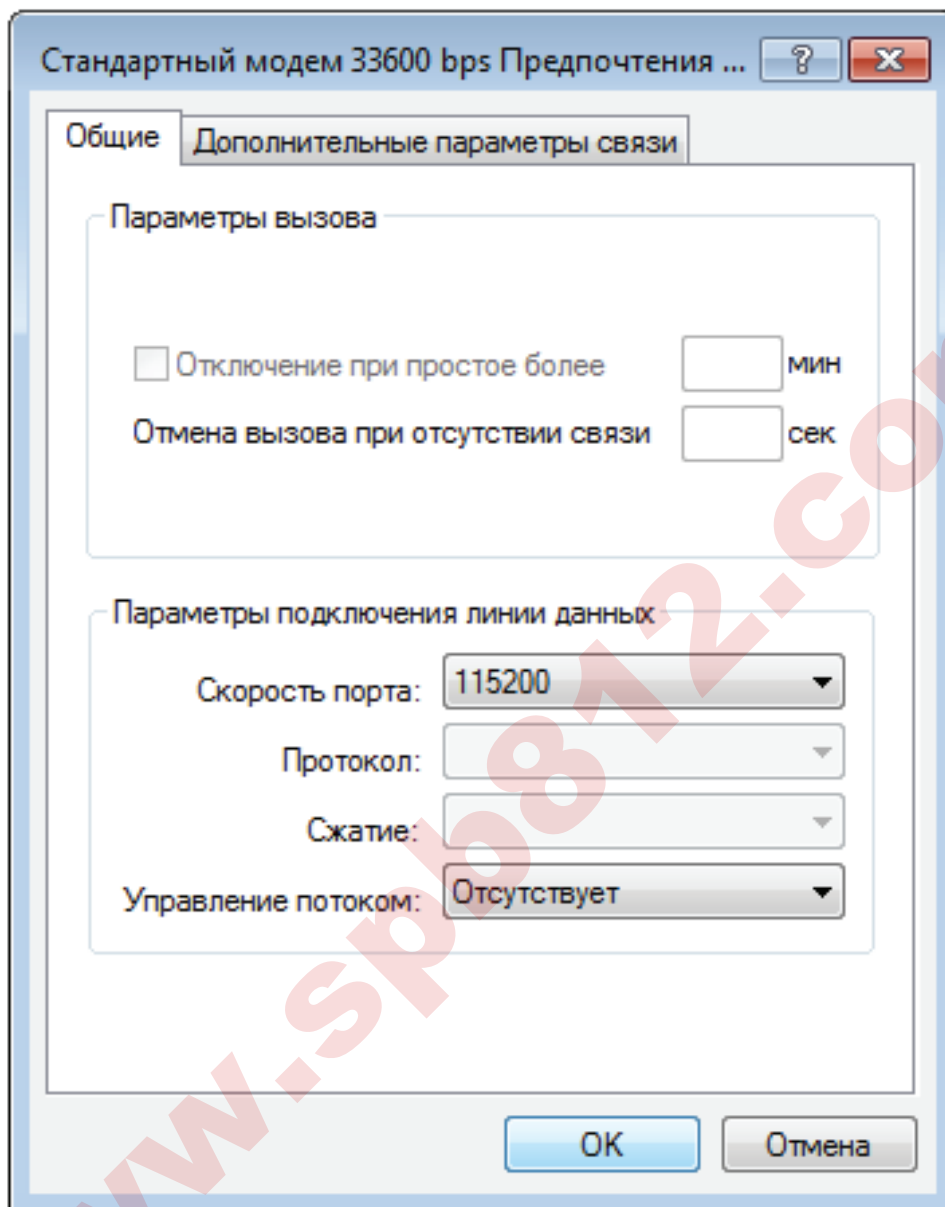 Стандартный модем 33600 bps Предпочтения ...
Общие
Дополнительные параметры связи
Параметры вызова
Отключение при простое более мин
Отмена вызова при отсутствии связи сек
Параметры подключения линии данных
Скорость порта: 115200
Протокол:
Сжатие:
Управление потоком: Отсутствует
OK Отмена
www.spb812.com